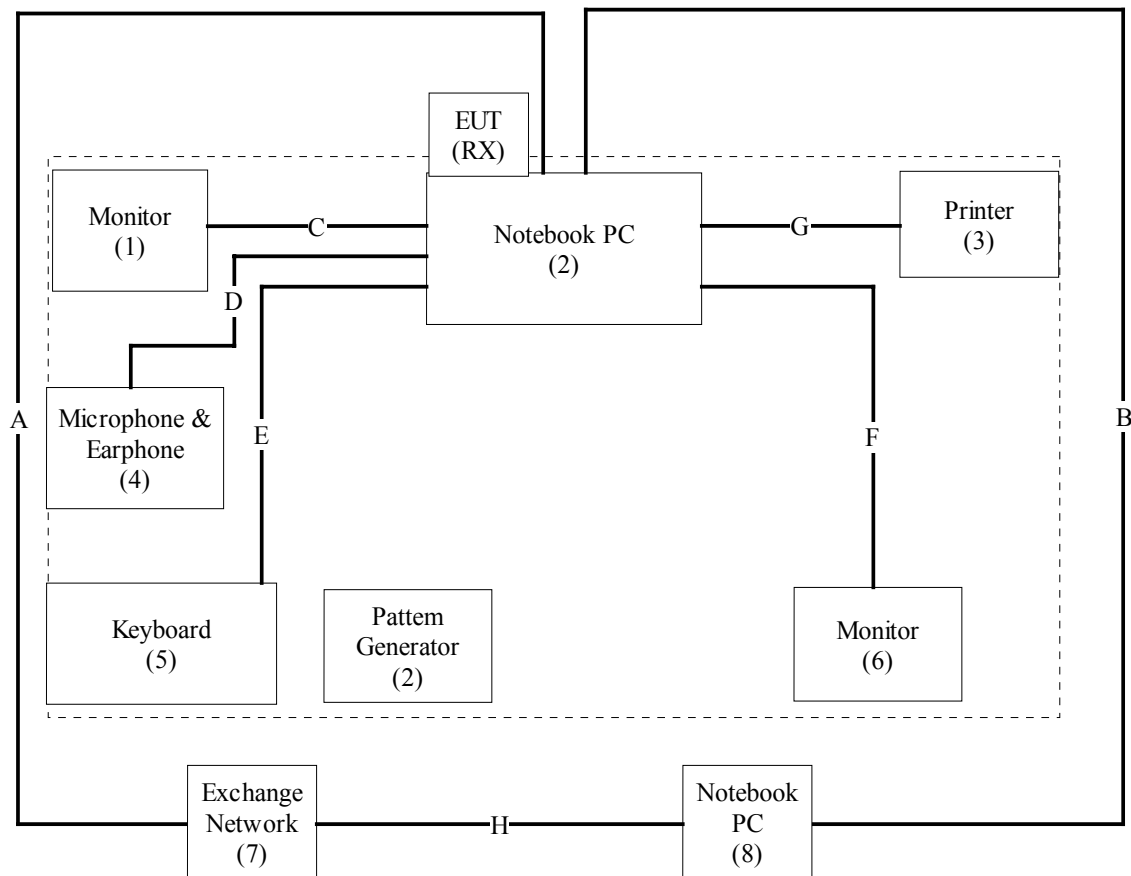 EUT
(RX)
Monitor
(1)
C
Notebook PC
(2)
G
Printer
(3)
D
A
Microphone &
Earphone
(4)
E
F
B
Keyboard
(5)
Pattem
Generator
(2)
Monitor
(6)
Exchange
Network
(7)
H
Notebook
PC
(8)